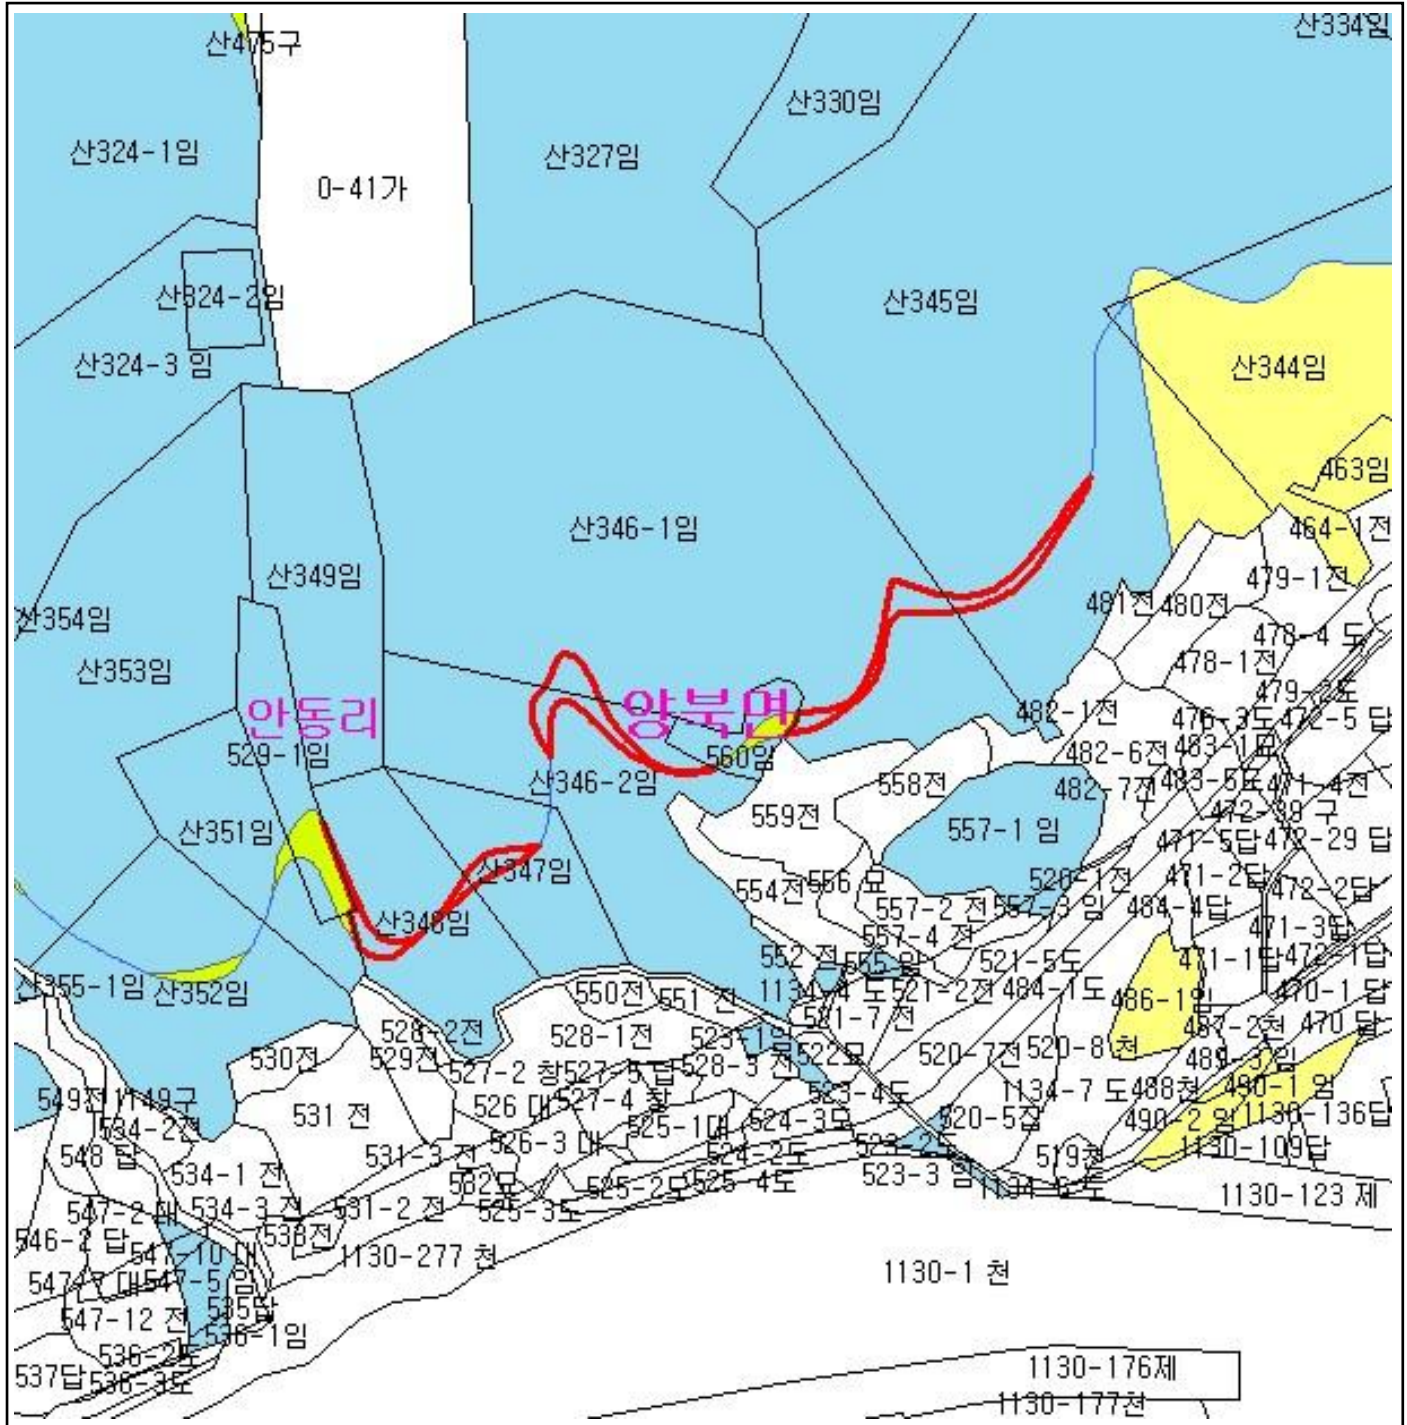 산475구
산334임
산330임
산324-1임
산327임
0-41가
산324-2임
산345임
산324-3 임
산344임
463임
산346-1임
464-1전
산349임
479-1전
481전
480전
산354임
478-4 도
산353임
478-1전
479-2도
안동리
양북면
482-1전
476-3도
472-5 답
529-1임
560임
482-6전
483-1묘
산346-2임
558전
482-7전
483-5도
471-4전
559전
472-39 구
산351임
557-1 임
471-5답
472-29 답
산347임
554전
556 묘
520-1전
471-2답
472-2답
산348임
557-2 전
557-3 임
484-4답
557-4 전
471-3답
552 전
555 임
521-5도
471-1답
472-1답
산355-1임
산352임
550전
551 전
1134-4 도
521-2전
484-1도
486-1임
470-1 답
521-7 전
528-2전
528-1전
523-1임
522묘
487-2천
470 답
530전
529전
527-2 창
527-5 답
528-3 전
520-7전
520-8 천
489-3 임
549전
1149구
531 전
526 대
527-4 창
523-4도
1134-7 도
488천
490-1 임
534-2전
525-1대
524-3도
520-5잡
490-2 임
1130-136답
548 답
531-3 전
526-3 대
524-2도
523-2도
519천
1130-109답
534-1 전
532묘
525-2도
525-4도
523-3 임
1130-123 제
547-2 대
534-3 전
531-2 전
525-3도
546-2 답
547-10 대
538전
1130-277 천
547-5 임
1130-1 천
547-12 전
535답
536-1임
536-2도
537답
536-3도
1130-176제
1130-177천